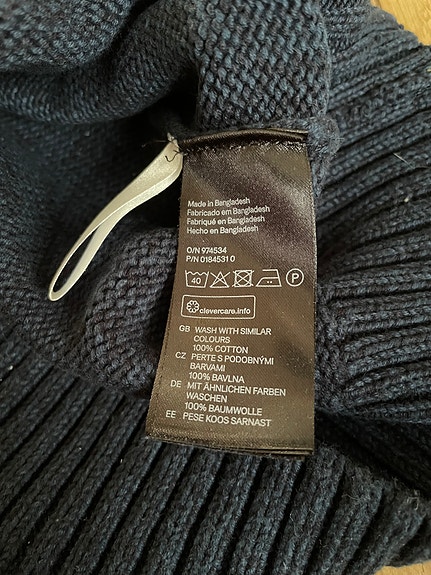 Made in Bangladesh
Fabricado em Bangladesh
Fabriqué en Bangladesh
Hecho en Bangladesh
O/N 974534
P/N 01845310
40 P
clevercare.info
GB WASH WITH SIMILAR
COLOURS
100% COTTON
CZ PERTE S PODOBNÝMI
BARVAMI
100% BAVLNA
DE MIT ÄHNLICHEN FARBEN
WASCHEN
100% BAUMWOLLE
EE PESE KOOS SARNAST